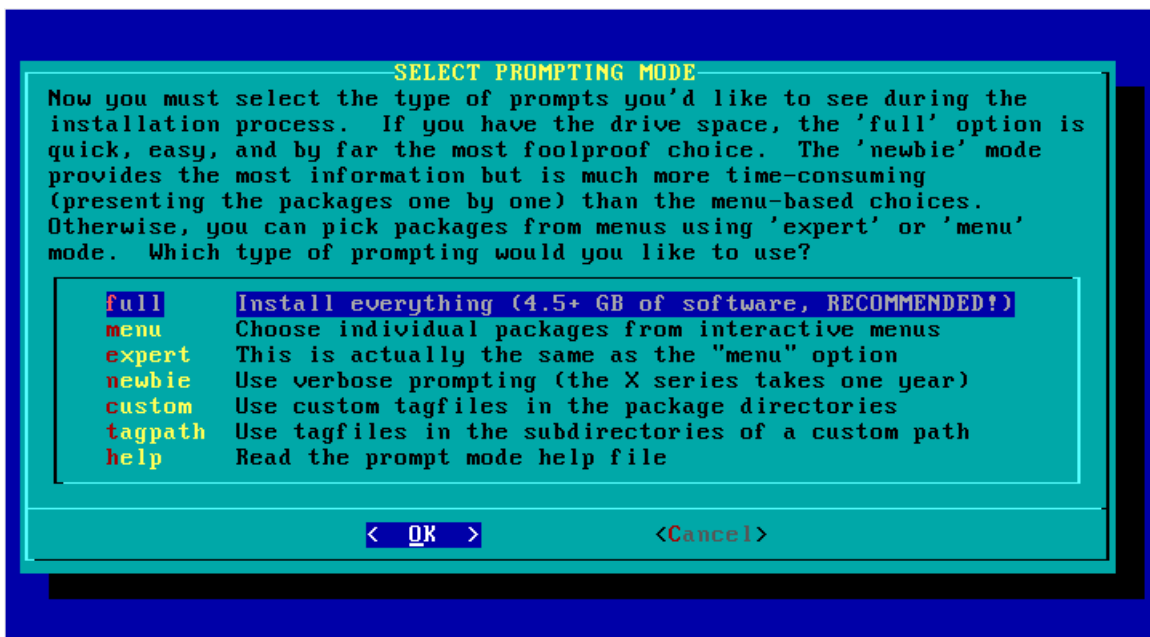 SELECT PROMPTING MODE
Now you must select the type of prompts you'd like to see during the
installation process.  If you have the drive space, the 'full' option is
quick, easy, and by far the most foolproof choice.  The 'newbie' mode
provides the most information but is much more time-consuming
(presenting the packages one by one) than the menu-based choices.
Otherwise, you can pick packages from menus using 'expert' or 'menu'
mode.  Which type of prompting would you like to use?
full Install everything (4.5+ GB of software, RECOMMENDED!)
menu Choose individual packages from interactive menus
expert This is actually the same as the "menu" option
newbie Use verbose prompting (the X series takes one year)
custom Use custom tagfiles in the package directories
tagpath Use tagfiles in the subdirectories of a custom path
help Read the prompt mode help file
< OK > <Cancel>